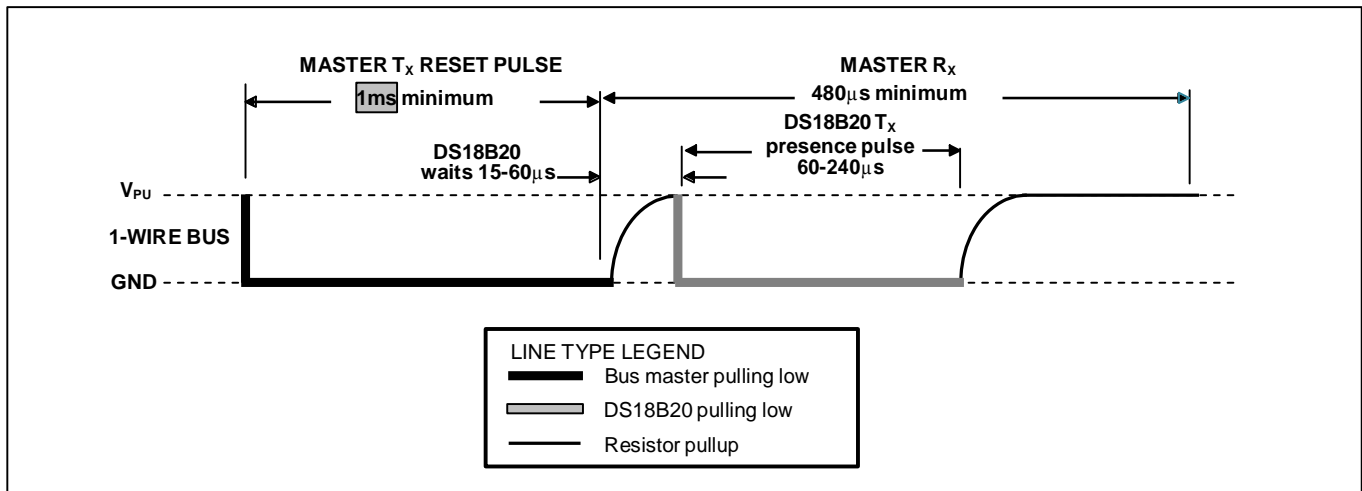 MASTER TX RESET PULSE
1ms minimum
MASTER RX
480μs minimum
DS18B20 TX
presence pulse
60-240μs
DS18B20
waits 15-60μs
VPU
1-WIRE BUS
GND
LINE TYPE LEGEND
Bus master pulling low
DS18B20 pulling low
Resistor pullup